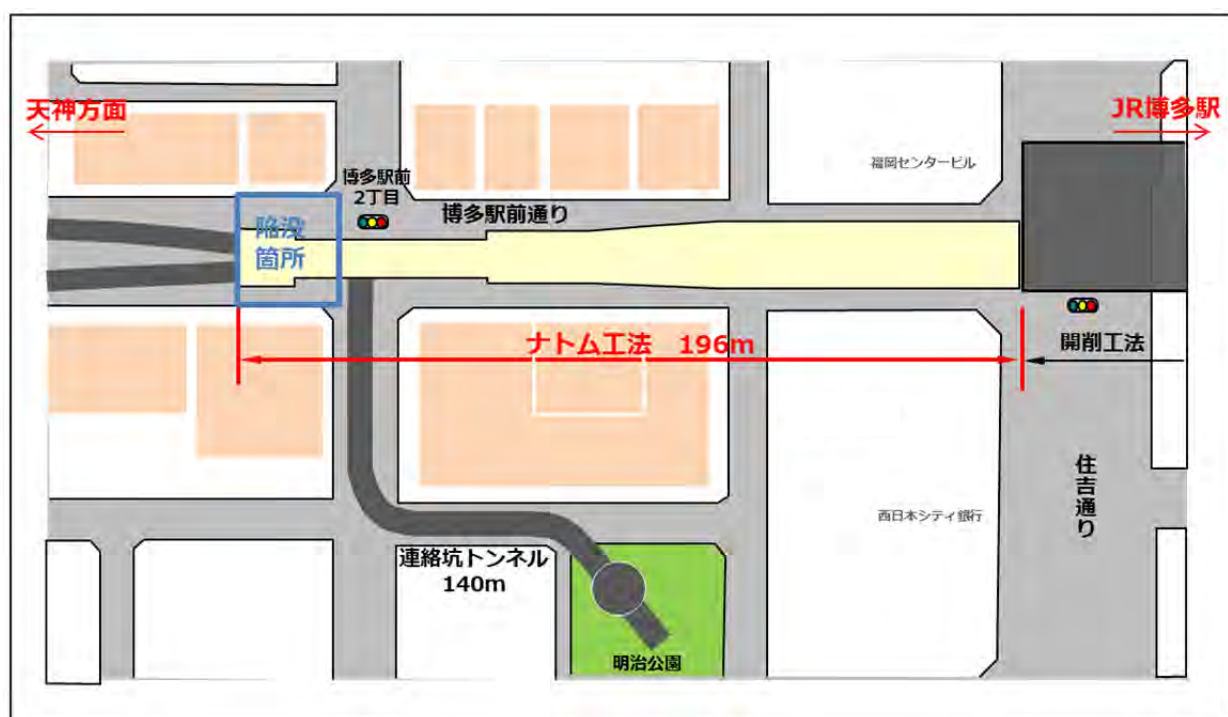 天神方面
JR博多駅
福岡センタービル
博多駅前
2丁目
博多駅前通り
陥没
箇所
ナトム工法 196m
開削工法
住吉通り
西日本シティ銀行
連絡坑トンネル
140m
明治公園